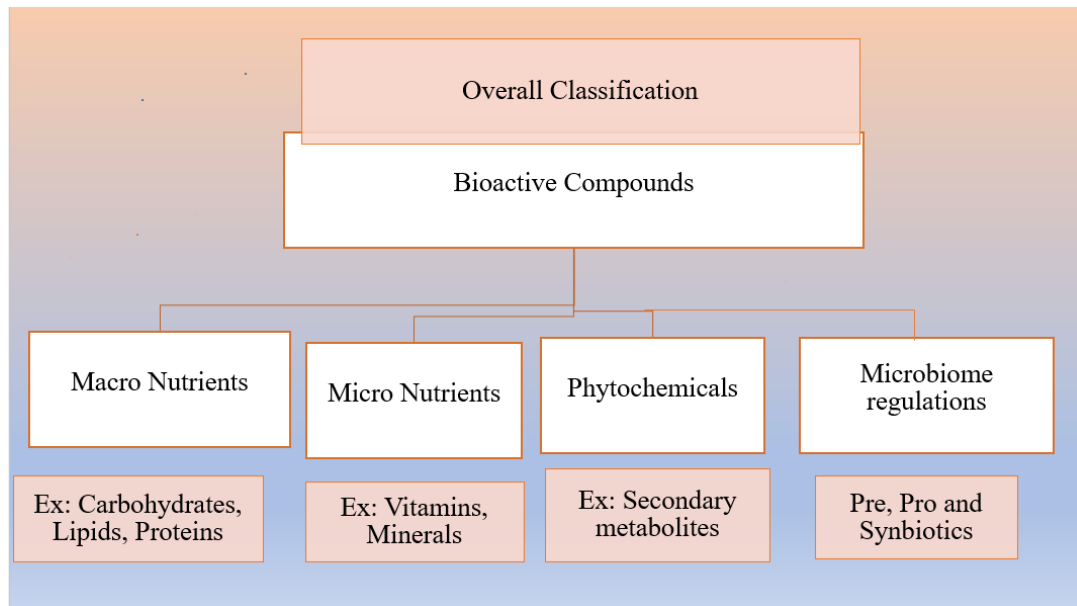 Overall Classification
Bioactive Compounds
Macro Nutrients
Micro Nutrients
Phytochemicals
Microbiome
regulations
Ex: Carbohydrates,
Lipids, Proteins
Ex: Vitamins,
Minerals
Ex: Secondary
metabolites
Pre, Pro and
Synbiotics